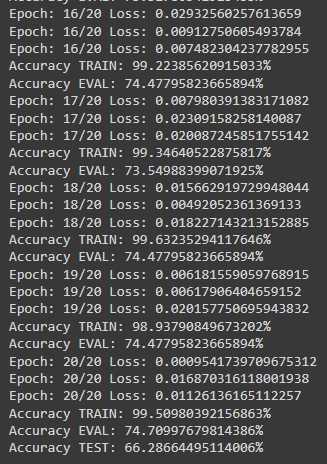 Epoch: 16/20 Loss: 0.02932560257613659
Epoch: 16/20 Loss: 0.00912750605493784
Epoch: 16/20 Loss: 0.007482304237782955
Accuracy TRAIN: 99.22385620915033%
Accuracy EVAL: 74.47795823665894%
Epoch: 17/20 Loss: 0.007980391383171082
Epoch: 17/20 Loss: 0.02309158258140087
Epoch: 17/20 Loss: 0.020087245851755142
Accuracy TRAIN: 99.34640522875817%
Accuracy EVAL: 73.54988399071925%
Epoch: 18/20 Loss: 0.015662919729948044
Epoch: 18/20 Loss: 0.00492052361369133
Epoch: 18/20 Loss: 0.018227143213152885
Accuracy TRAIN: 99.63235294117646%
Accuracy EVAL: 74.47795823665894%
Epoch: 19/20 Loss: 0.006181559059768915
Epoch: 19/20 Loss: 0.00617906404659152
Epoch: 19/20 Loss: 0.020157750695943832
Accuracy TRAIN: 98.93790849673202%
Accuracy EVAL: 74.47795823665894%
Epoch: 20/20 Loss: 0.0009541739709675312
Epoch: 20/20 Loss: 0.016870316118001938
Epoch: 20/20 Loss: 0.01126136165112257
Accuracy TRAIN: 99.50980392156863%
Accuracy EVAL: 74.70997679814386%
Accuracy TEST: 66.28664495114006%